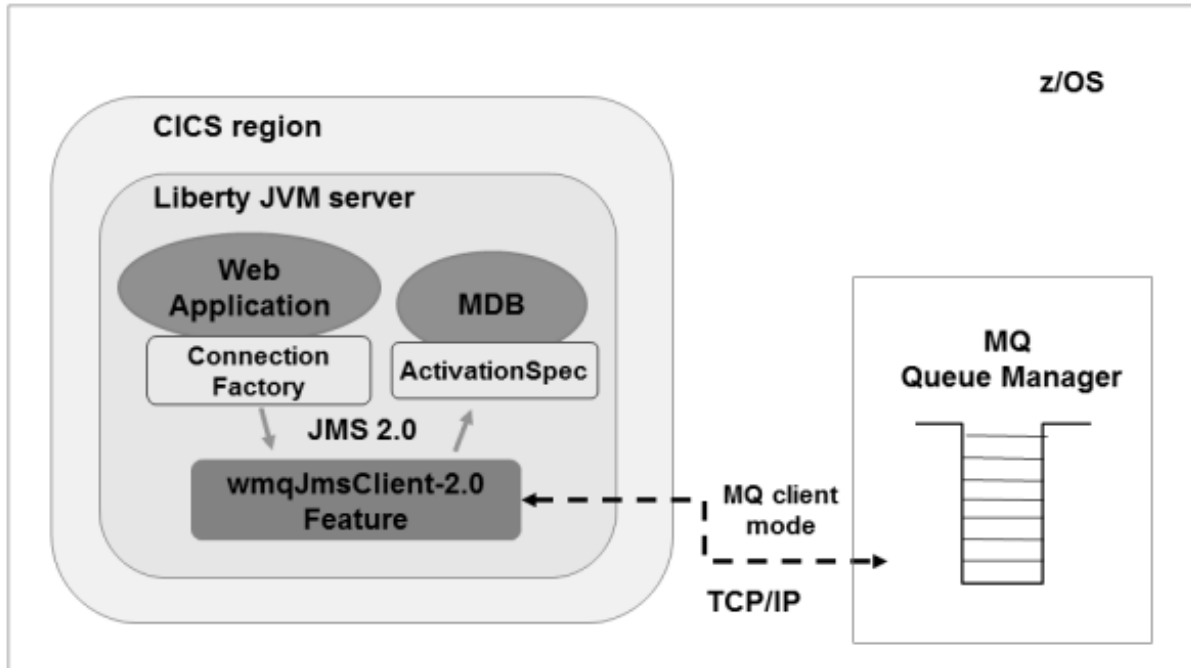 z/OS
CICS region
Liberty JVM server
Web
Application
MDB
Connection
Factory
ActivationSpec
JMS 2.0
wmqJmsClient-2.0
Feature
MQ client
mode
TCP/IP
MQ
Queue Manager